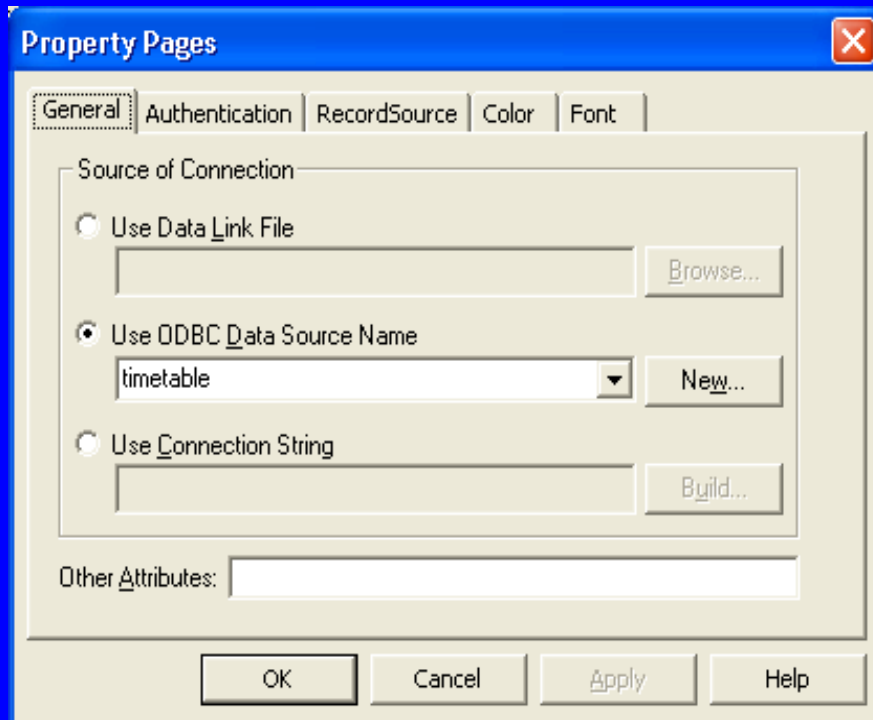 Property Pages
General Authentication RecordSource Color Font
Source of Connection
Use Data Link File
Browse...
Use ODBC Data Source Name
timetable New...
Use Connection String
Build...
Other Attributes:
OK Cancel Apply Help